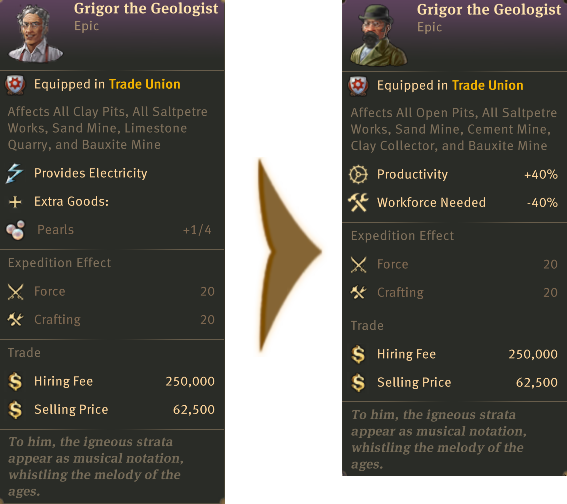 Grigor the Geologist
Epic
Equipped in Trade Union
Affects All Clay Pits, All Saltpetre
Works, Sand Mine, Limestone
Quarry, and Bauxite Mine
Provides Electricity
Extra Goods:
Pearls +1/4
Expedition Effect
Force 20
Crafting 20
Trade
Hiring Fee 250,000
Selling Price 62,500
To him, the igneous strata
appear as musical notation,
whistling the melody of the
ages.
Grigor the Geologist
Epic
Equipped in Trade Union
Affects All Open Pits, All Saltpetre
Works, Sand Mine, Cement Mine,
Clay Collector, and Bauxite Mine
Productivity +40%
Workforce Needed -40%
Expedition Effect
Force 20
Crafting 20
Trade
Hiring Fee 250,000
Selling Price 62,500
To him, the igneous strata
appear as musical notation,
whistling the melody of the
ages.